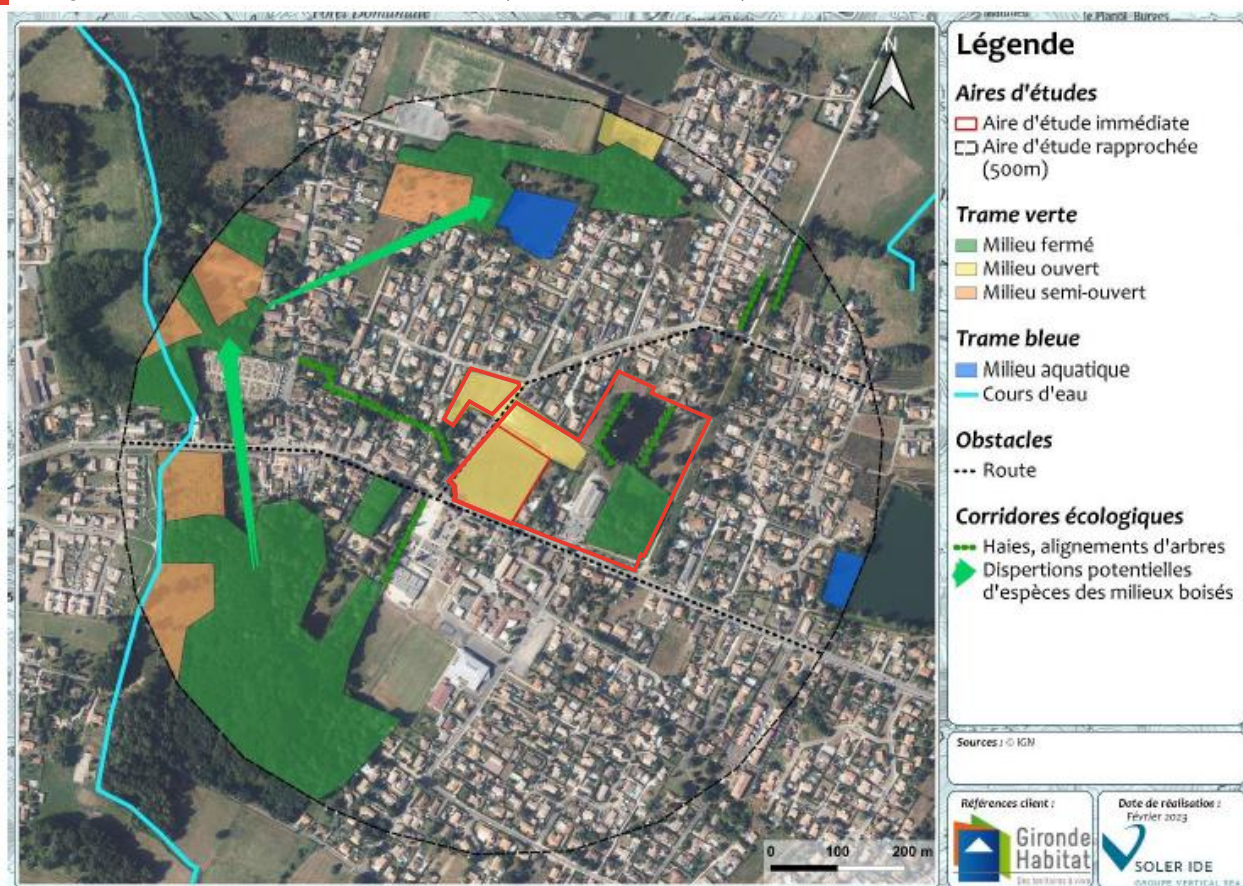 N
0 100 200 m
Légende
Aires d'études
Aire d'étude immédiate
Aire d'étude rapprochée
(500m)
Trame verte
Milieu fermé
Milieu ouvert
Milieu semi-ouvert
Trame bleue
Milieu aquatique
Cours d'eau
Obstacles
Route
Corridores écologiques
Haies, alignements d'arbres
Dispertions potentielles
d'espèces des milieux boisés
Sources : © IGN
Références client :
Gironde
Habitat
Date de réalisation :
Février 2023
SOLER IDE